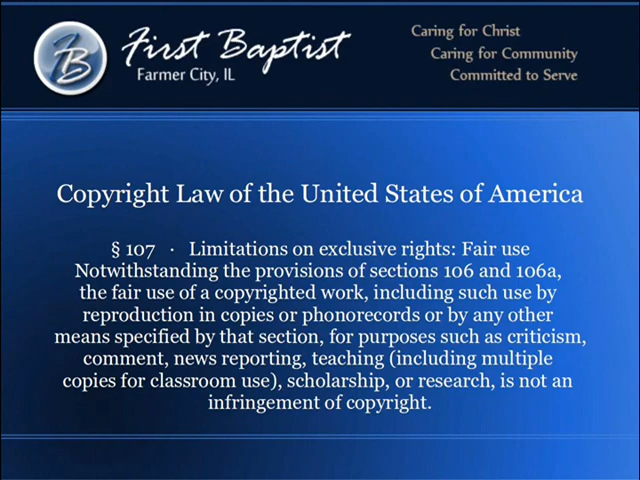 FB
First Baptist
Farmer City, IL
Caring for Christ
Caring for Community
Committed to Serve
Copyright Law of the United States of America
§ 107 · Limitations on exclusive rights: Fair use
Notwithstanding the provisions of sections 106 and 106a,
the fair use of a copyrighted work, including such use by
reproduction in copies or phonorecords or by any other
means specified by that section, for purposes such as criticism,
comment, news reporting, teaching (including multiple
copies for classroom use), scholarship, or research, is not an
infringement of copyright.